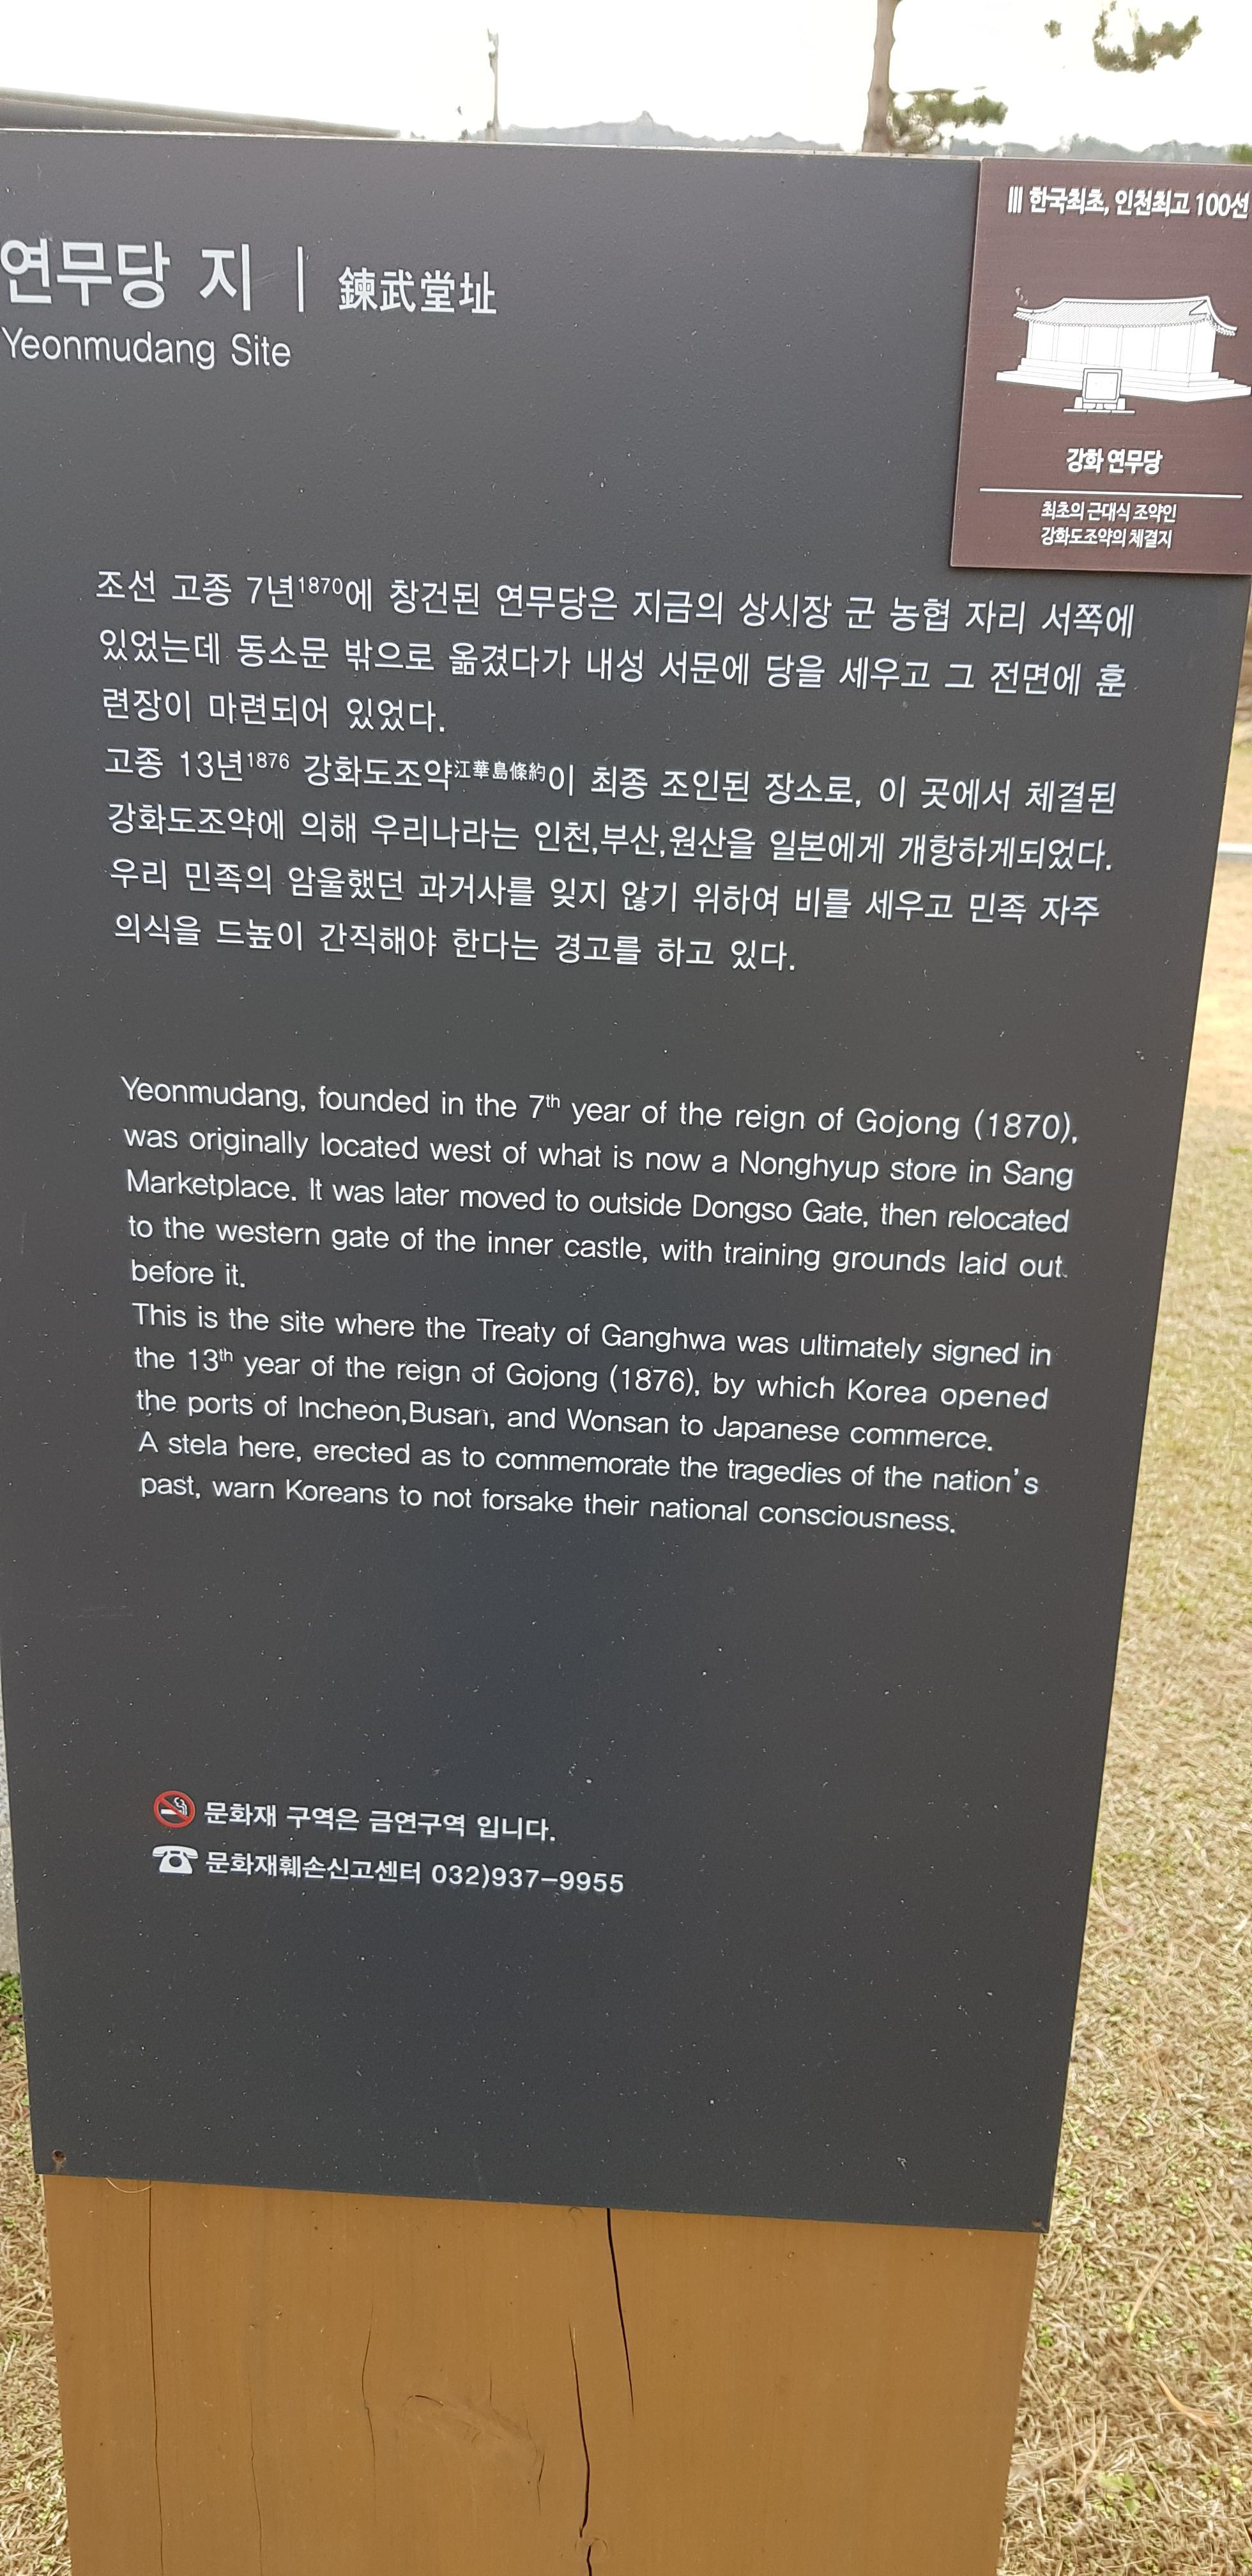 연무당 지 | 鍊武堂址
Yeonmudang Site
||| 한국최초, 인천최고 100선
강화 연무당
최초의 근대식 조약인
강화도조약의 체결지
조선 고종 7년1870에 창건된 연무당은 지금의 상시장 군 농협 자리 서쪽에
있었는데 동소문 밖으로 옮겼다가 내성 서문에 당을 세우고 그 전면에 훈
련장이 마련되어 있었다.
고종 13년1876 강화도조약江華島條約이 최종 조인된 장소로, 이 곳에서 체결된
강화도조약에 의해 우리나라는 인천,부산,원산을 일본에게 개항하게되었다.
우리 민족의 암울했던 과거사를 잊지 않기 위하여 비를 세우고 민족 자주
의식을 드높이 간직해야 한다는 경고를 하고 있다.
Yeonmudang, founded in the 7th year of the reign of Gojong (1870),
was originally located west of what is now a Nonghyup store in Sang
Marketplace. It was later moved to outside Dongso Gate, then relocated
to the western gate of the inner castle, with training grounds laid out
before it.
This is the site where the Treaty of Ganghwa was ultimately signed in
the 13th year of the reign of Gojong (1876), by which Korea opened
the ports of Incheon,Busan, and Wonsan to Japanese commerce.
A stela here, erected as to commemorate the tragedies of the nation's
past, warn Koreans to not forsake their national consciousness.
문화재 구역은 금연구역 입니다.
문화재훼손신고센터 032)937-9955